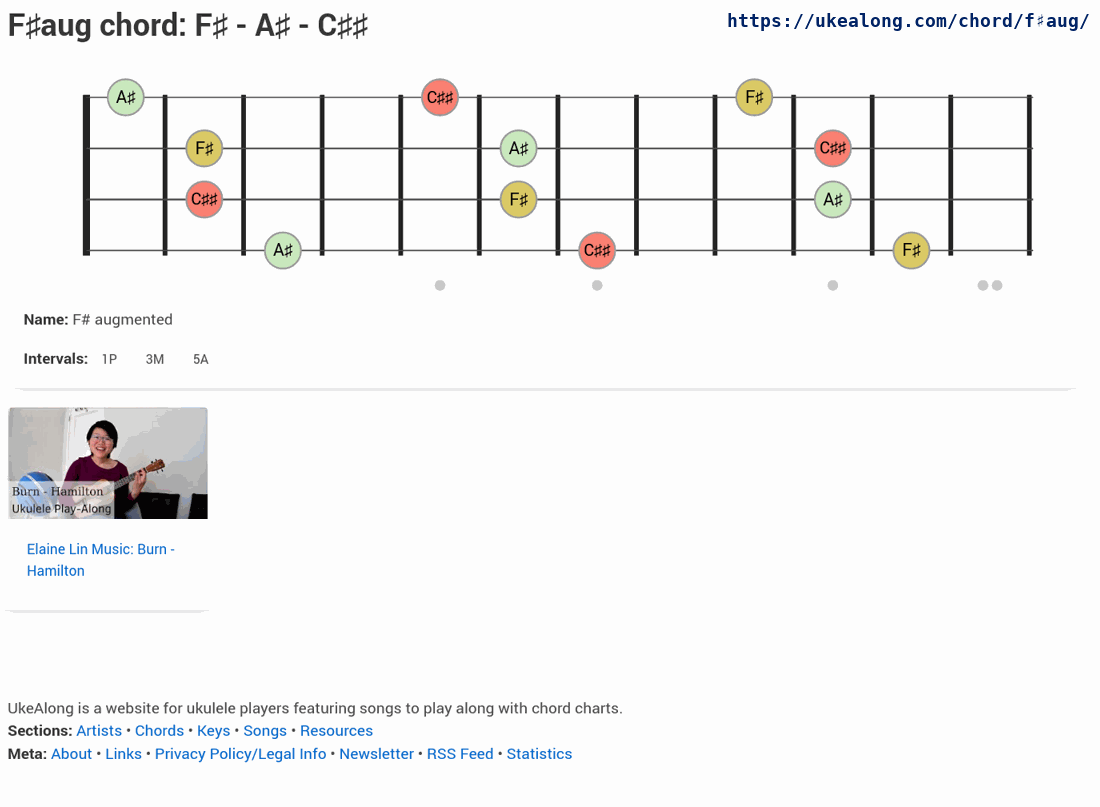 F♯aug chord: F♯ - A♯ - C♯♯
https://ukealong.com/chord/f♯aug/
A♯ C♯♯ F♯
F♯ A♯ C♯♯
C♯♯ F♯ A♯
A♯ C♯♯ F♯
Name: F# augmented
Intervals: 1P 3M 5A
Burn - Hamilton
Ukulele Play-Along
Elaine Lin Music: Burn -
Hamilton
UkeAlong is a website for ukulele players featuring songs to play along with chord charts.
Sections: Artists • Chords • Keys • Songs • Resources
Meta: About • Links • Privacy Policy/Legal Info • Newsletter • RSS Feed • Statistics